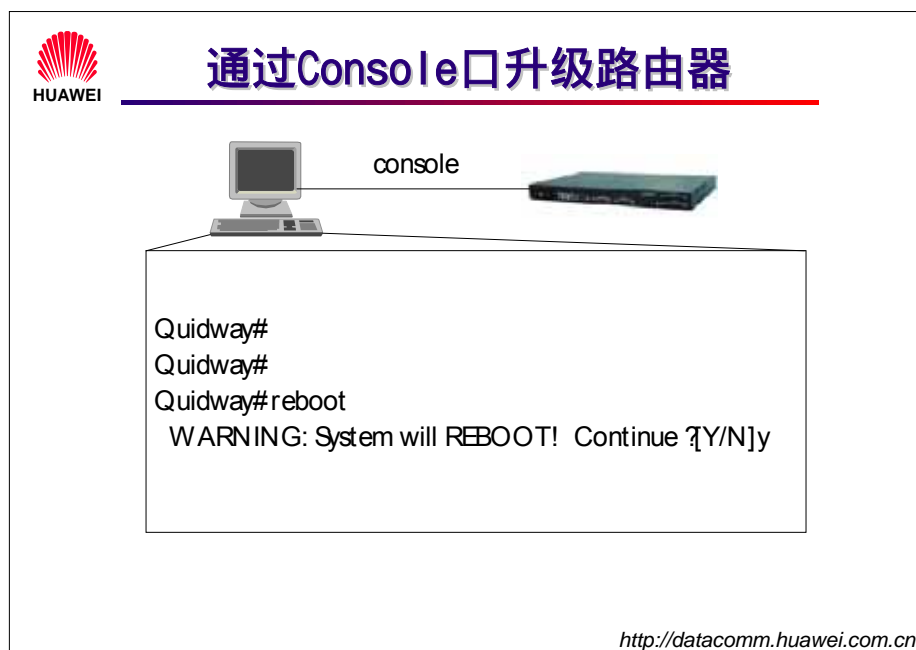 HUAWEI
通过Console口升级路由器
console
Quidway#
Quidway#
Quidway# reboot
WARNING: System will REBOOT! Continue ?[Y/N]y
http://datacomm.huawei.com.cn